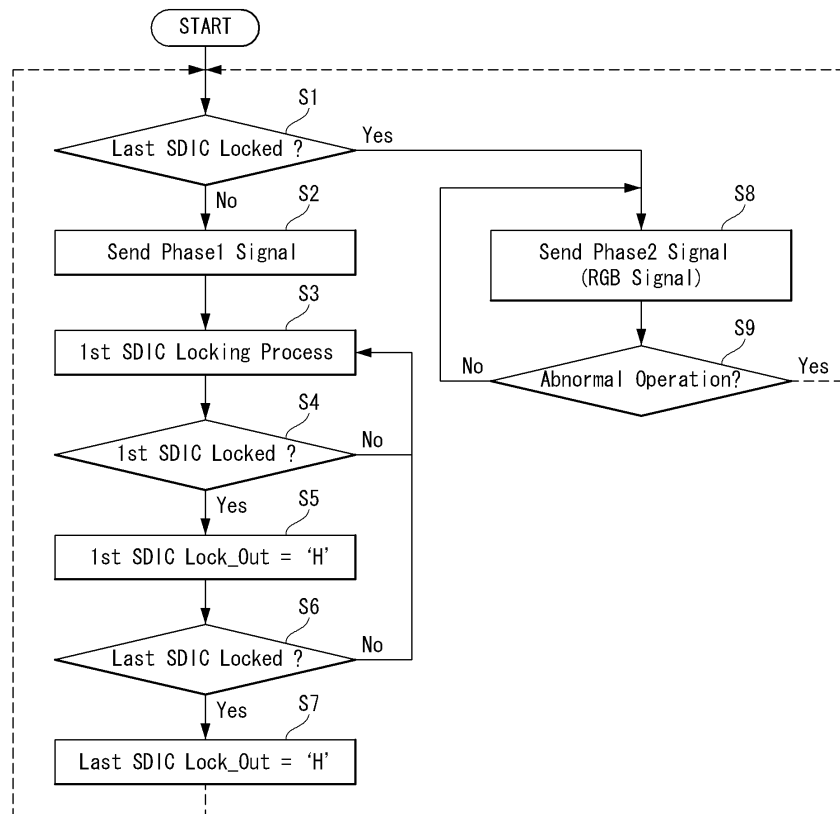 START
S1
Last SDIC Locked ?
Yes
No
S2
Send Phase1 Signal
S3
1st SDIC Locking Process
S4
1st SDIC Locked ?
No
Yes
S5
1st SDIC Lock_Out = ‘H’
S6
Last SDIC Locked ?
No
Yes
S7
Last SDIC Lock_Out = ‘H’
S8
Send Phase2 Signal
(RGB Signal)
S9
No
Abnormal Operation?
Yes